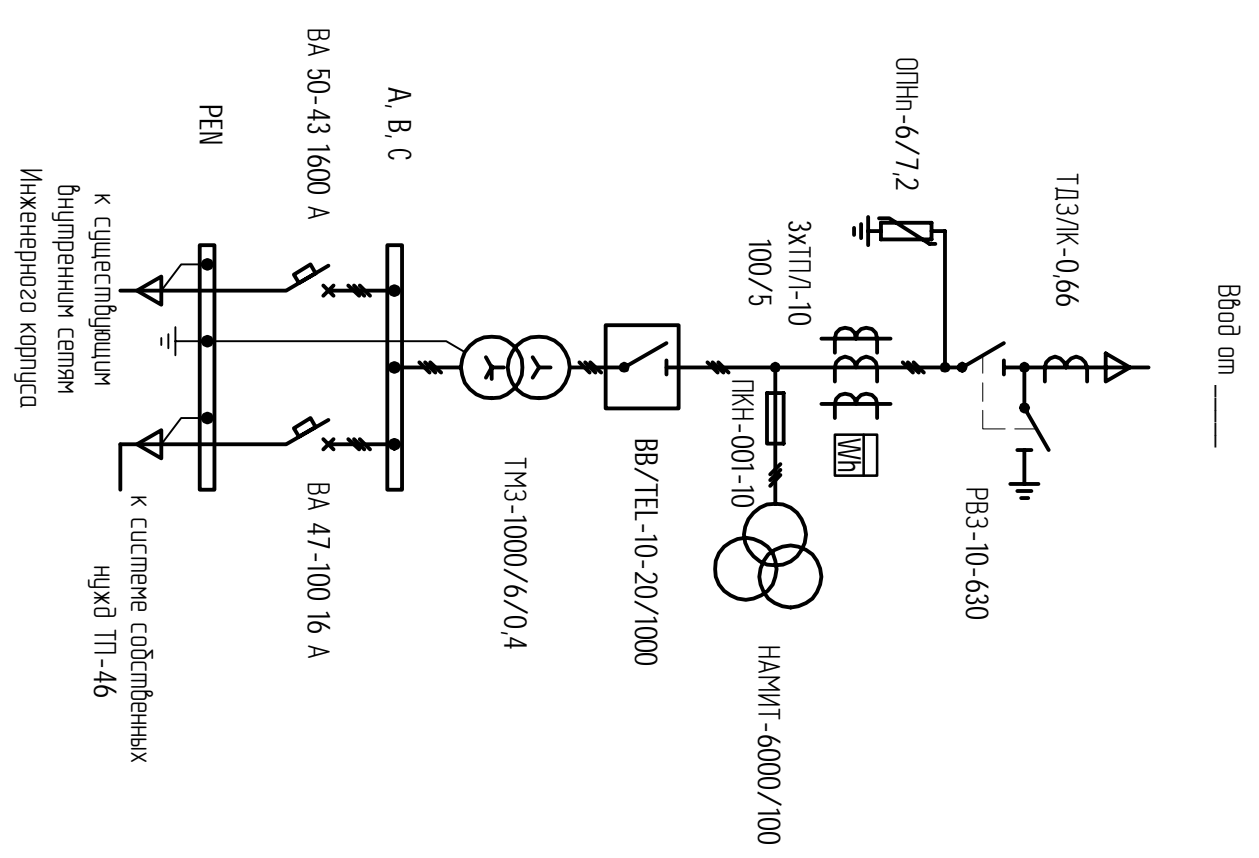 Ввод от ____
ТДЗЛК-0,66
РВЗ-10-630
ОПНп-6/7,2
3хТПЛ-10
100/5
Wh
ПКН-001-10
НАМИТ-6000/100
ВВ/TEL-10-20/1000
ТМЗ-1000/6/0,4
А, В, С
ВА 50-43 1600 А
ВА 47-100 16 А
PEN
к существующим
внутренним сетям
Инженерного корпуса
к системе собственных
нужд ТП-46